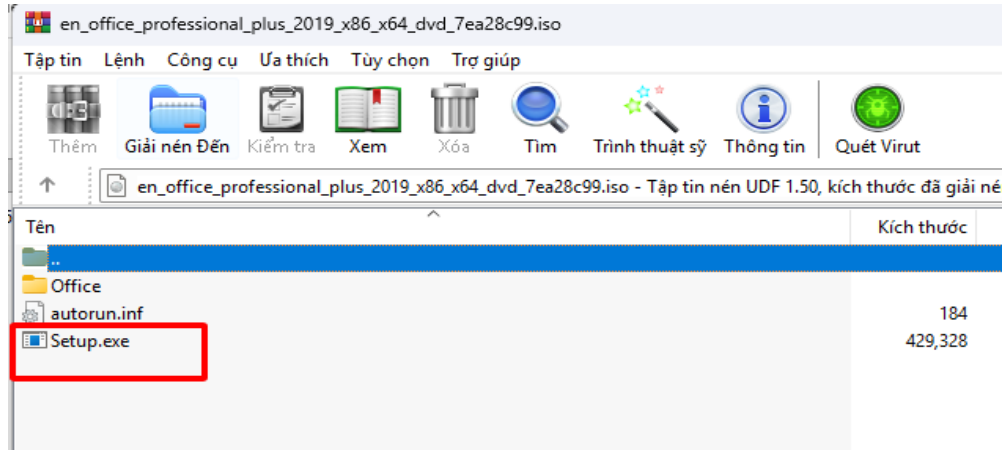 en_office_professional_plus_2019_x86_x64_dvd_7ea28c99.iso
Tập tin Lệnh Công cụ Ưa thích Tùy chọn Trợ giúp
Thêm Giải nén Đến Kiểm tra Xem Xóa Tìm Trình thuật sỹ Thông tin Quét Virut
en_office_professional_plus_2019_x86_x64_dvd_7ea28c99.iso - Tập tin nén UDF 1.50, kích thước đã giải né
Tên Kích thước
..
Office
autorun.inf 184
Setup.exe 429,328